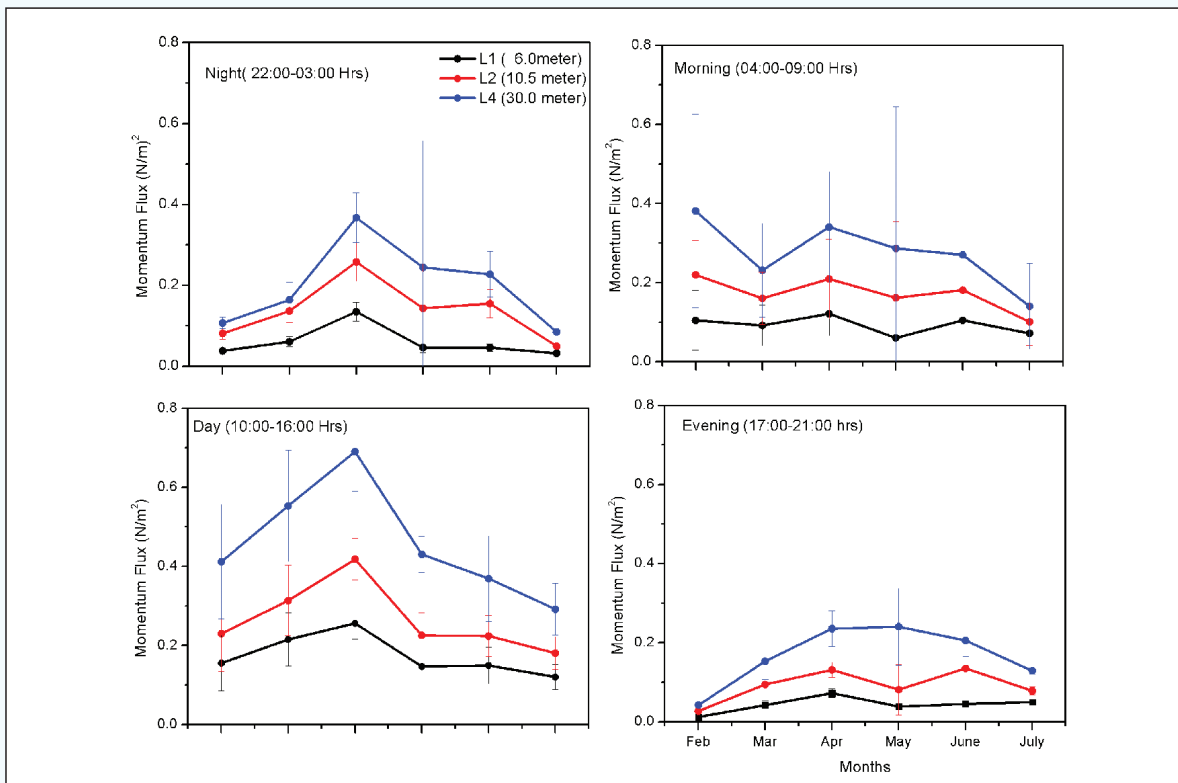 0.8
0.6
0.4
0.2
0.0
Momentum Flux (N/m)²
Night( 22:00-03:00 Hrs)
L1 ( 6.0meter)
L2 (10.5 meter)
L4 (30.0 meter)
0.8
0.6
0.4
0.2
0.0
Monentum Flux (N/m²)
Morning (04:00-09:00 Hrs)
0.8
0.6
0.4
0.2
0.0
Momentum Flux (N/m²)
Day (10:00-16:00 Hrs)
0.8
0.6
0.4
0.2
0.0
Momentum Flux (N/m²)
Evening (17:00-21:00 hrs)
Feb Mar Apr May June July
Months